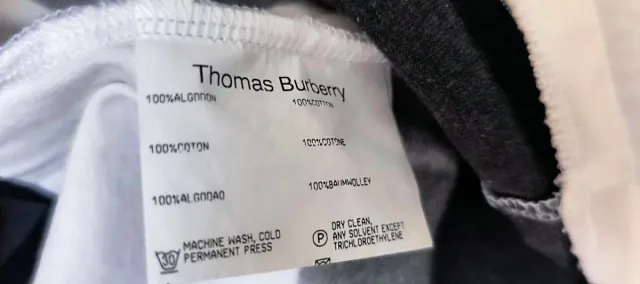 Thomas Burberry
100%ALGODON 100%COTTON
100%COTON 100%COTONE
100%ALGODAO 100%BAUMWOLLEY
30 MACHINE WASH, COLD
PERMANENT PRESS
P DRY CLEAN,
ANY SOLVENT EXCEPT
TRICHLOROETHYLENE